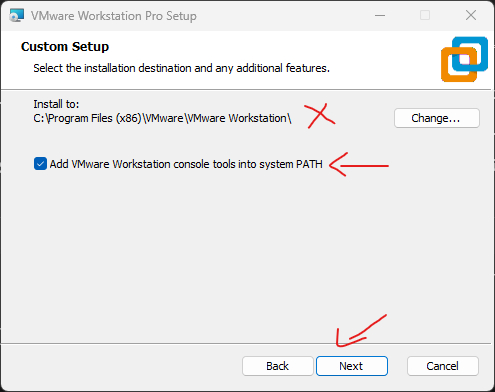 VMware Workstation Pro Setup
Custom Setup
Select the installation destination and any additional features.
Install to:
C:\Program Files (x86)\VMware\VMware Workstation\
Change...
Add VMware Workstation console tools into system PATH
Back
Next
Cancel